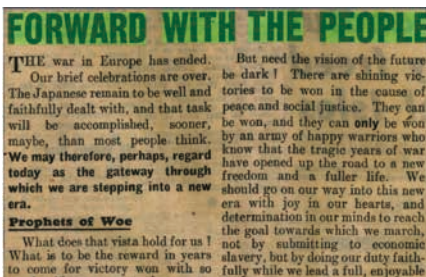 FORWARD WITH THE PEOPLE
THE war in Europe has ended.
Our brief celebrations are over.
The Japanese remain to be well and
faithfully dealt with, and that task
will be accomplished, sooner,
maybe, than most people think.
We may therefore, perhaps, regard
today as the gateway through
which we are stepping into a new
era.
Prophets of Woe
What does that vista hold for us ?
What is to be the reward in years
to come for victory won with so
But need the vision of the future
be dark ? There are shining vic-
tories to be won in the cause of
peace and social justice. They can
be won, and they can only be won
by an army of happy warriors who
know that the tragic years of war
have opened up the road to a new
freedom and a fuller life. We
should go on our way into this new
era with joy in our hearts, and
determination in our minds to reach
the goal towards which we march,
not by submitting to economic
slavery, but by doing our duty faith-
fully while we lead a full, enjoyable